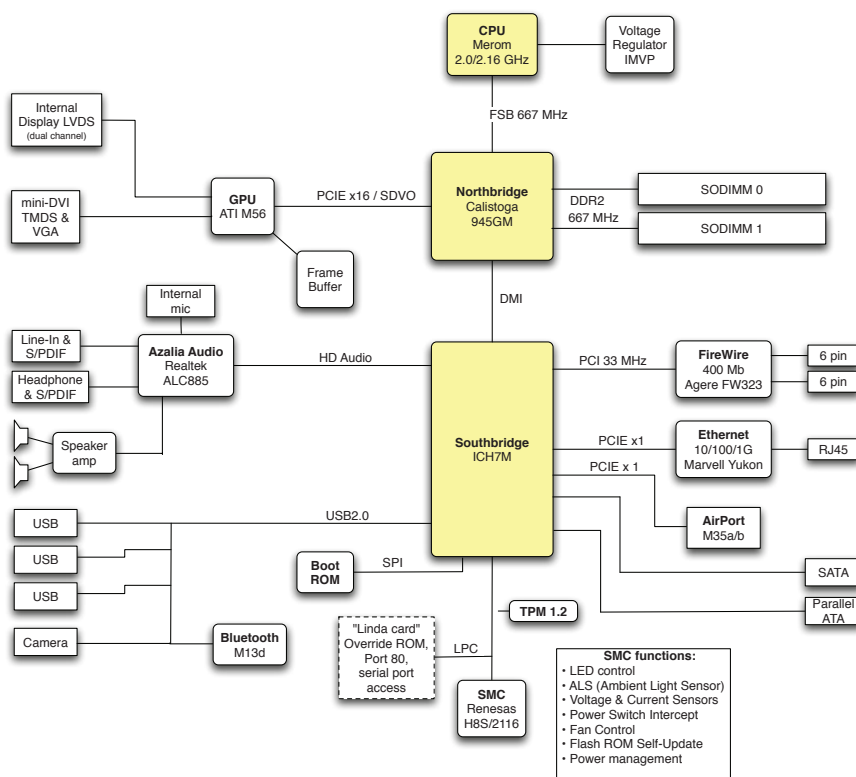 CPU
Merom
2.0/2.16 GHz
Voltage
Regulator
IMVP
FSB 667 MHz
Internal
Display LVDS
(dual channel)
mini-DVI
TMDS &
VGA
GPU
ATI M56
PCIE x16 / SDVO
Northbridge
Calistoga
945GM
DDR2
667 MHz
SODIMM 0
SODIMM 1
Frame
Buffer
DMI
Internal
mic
Line-In &
S/PDIF
Headphone
& S/PDIF
Azalia Audio
Realtek
ALC885
HD Audio
Speaker
amp
Southbridge
ICH7M
PCI 33 MHz
FireWire
400 Mb
Agere FW323
6 pin
6 pin
PCIE x1
Ethernet
10/100/1G
Marvell Yukon
RJ45
PCIE x 1
AirPort
M35a/b
USB
USB
USB
Camera
USB2.0
Bluetooth
M13d
Boot
ROM
SPI
SATA
Parallel
ATA
TPM 1.2
"Linda card"
Override ROM,
Port 80,
serial port
access
LPC
SMC
Renesas
H8S/2116
SMC functions:
• LED control
• ALS (Ambient Light Sensor)
• Voltage & Current Sensors
• Power Switch Intercept
• Fan Control
• Flash ROM Self-Update
• Power management